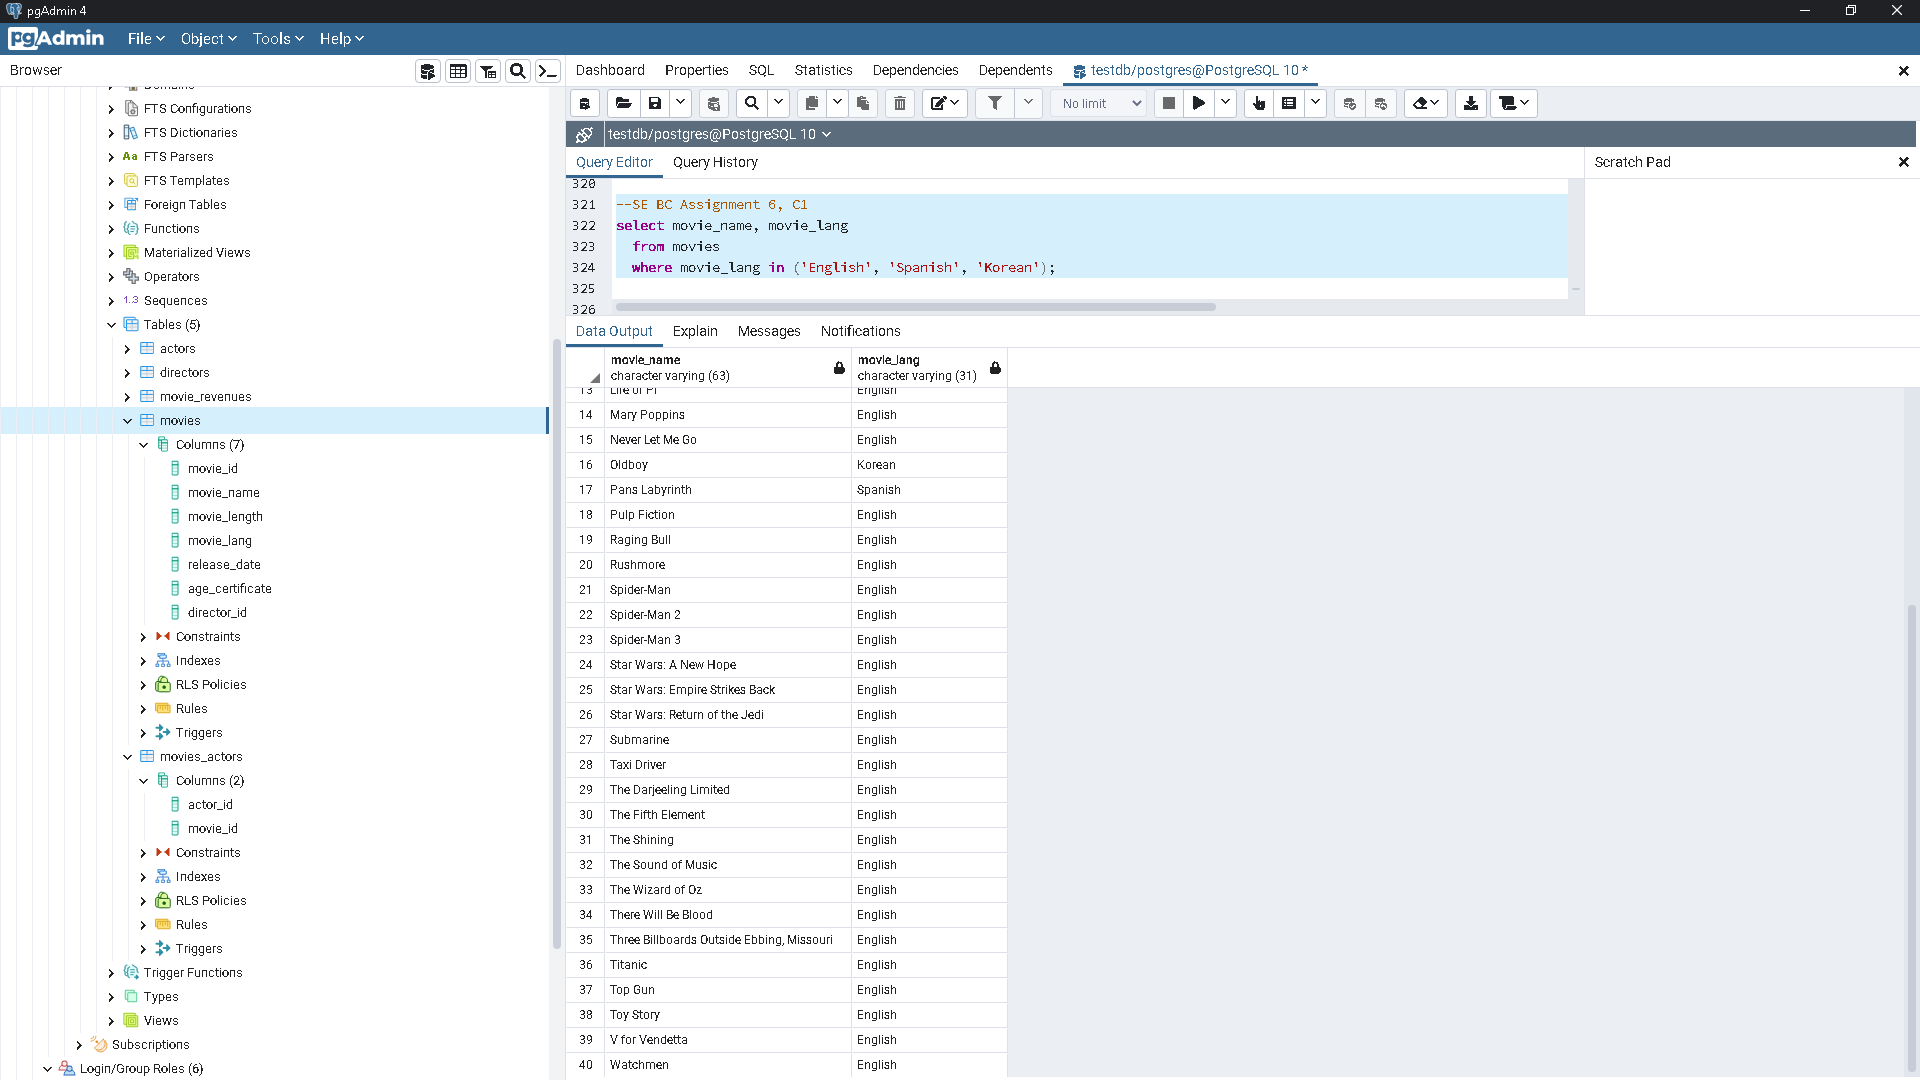 pgAdmin 4
pgAdmin
File
Object
Tools
Help
Browser
Dashboard
Properties
SQL
Statistics
Dependencies
Dependents
testdb/postgres@PostgreSQL 10 *
No limit
testdb/postgres@PostgreSQL 10
Query Editor
Query History
Scratch Pad
Domains
FTS Configurations
FTS Dictionaries
Aa FTS Parsers
FTS Templates
Foreign Tables
Functions
Materialized Views
Operators
1..3 Sequences
Tables (5)
actors
directors
movie_revenues
movies
Columns (7)
movie_id
movie_name
movie_length
movie_lang
release_date
age_certificate
director_id
Constraints
Indexes
RLS Policies
Rules
Triggers
movies_actors
Columns (2)
actor_id
movie_id
Constraints
Indexes
RLS Policies
Rules
Triggers
Trigger Functions
Types
Views
Subscriptions
Login/Group Roles (6)
320
321 --SE BC Assignment 6, C1
322 select movie_name, movie_lang
323 from movies
324 where movie_lang in ('English', 'Spanish', 'Korean');
325
326
Data Output
Explain
Messages
Notifications
movie_name
character varying (63)
movie_lang
character varying (31)
13 Life of Pi English
14 Mary Poppins English
15 Never Let Me Go English
16 Oldboy Korean
17 Pans Labyrinth Spanish
18 Pulp Fiction English
19 Raging Bull English
20 Rushmore English
21 Spider-Man English
22 Spider-Man 2 English
23 Spider-Man 3 English
24 Star Wars: A New Hope English
25 Star Wars: Empire Strikes Back English
26 Star Wars: Return of the Jedi English
27 Submarine English
28 Taxi Driver English
29 The Darjeeling Limited English
30 The Fifth Element English
31 The Shining English
32 The Sound of Music English
33 The Wizard of Oz English
34 There Will Be Blood English
35 Three Billboards Outside Ebbing, Missouri English
36 Titanic English
37 Top Gun English
38 Toy Story English
39 V for Vendetta English
40 Watchmen English